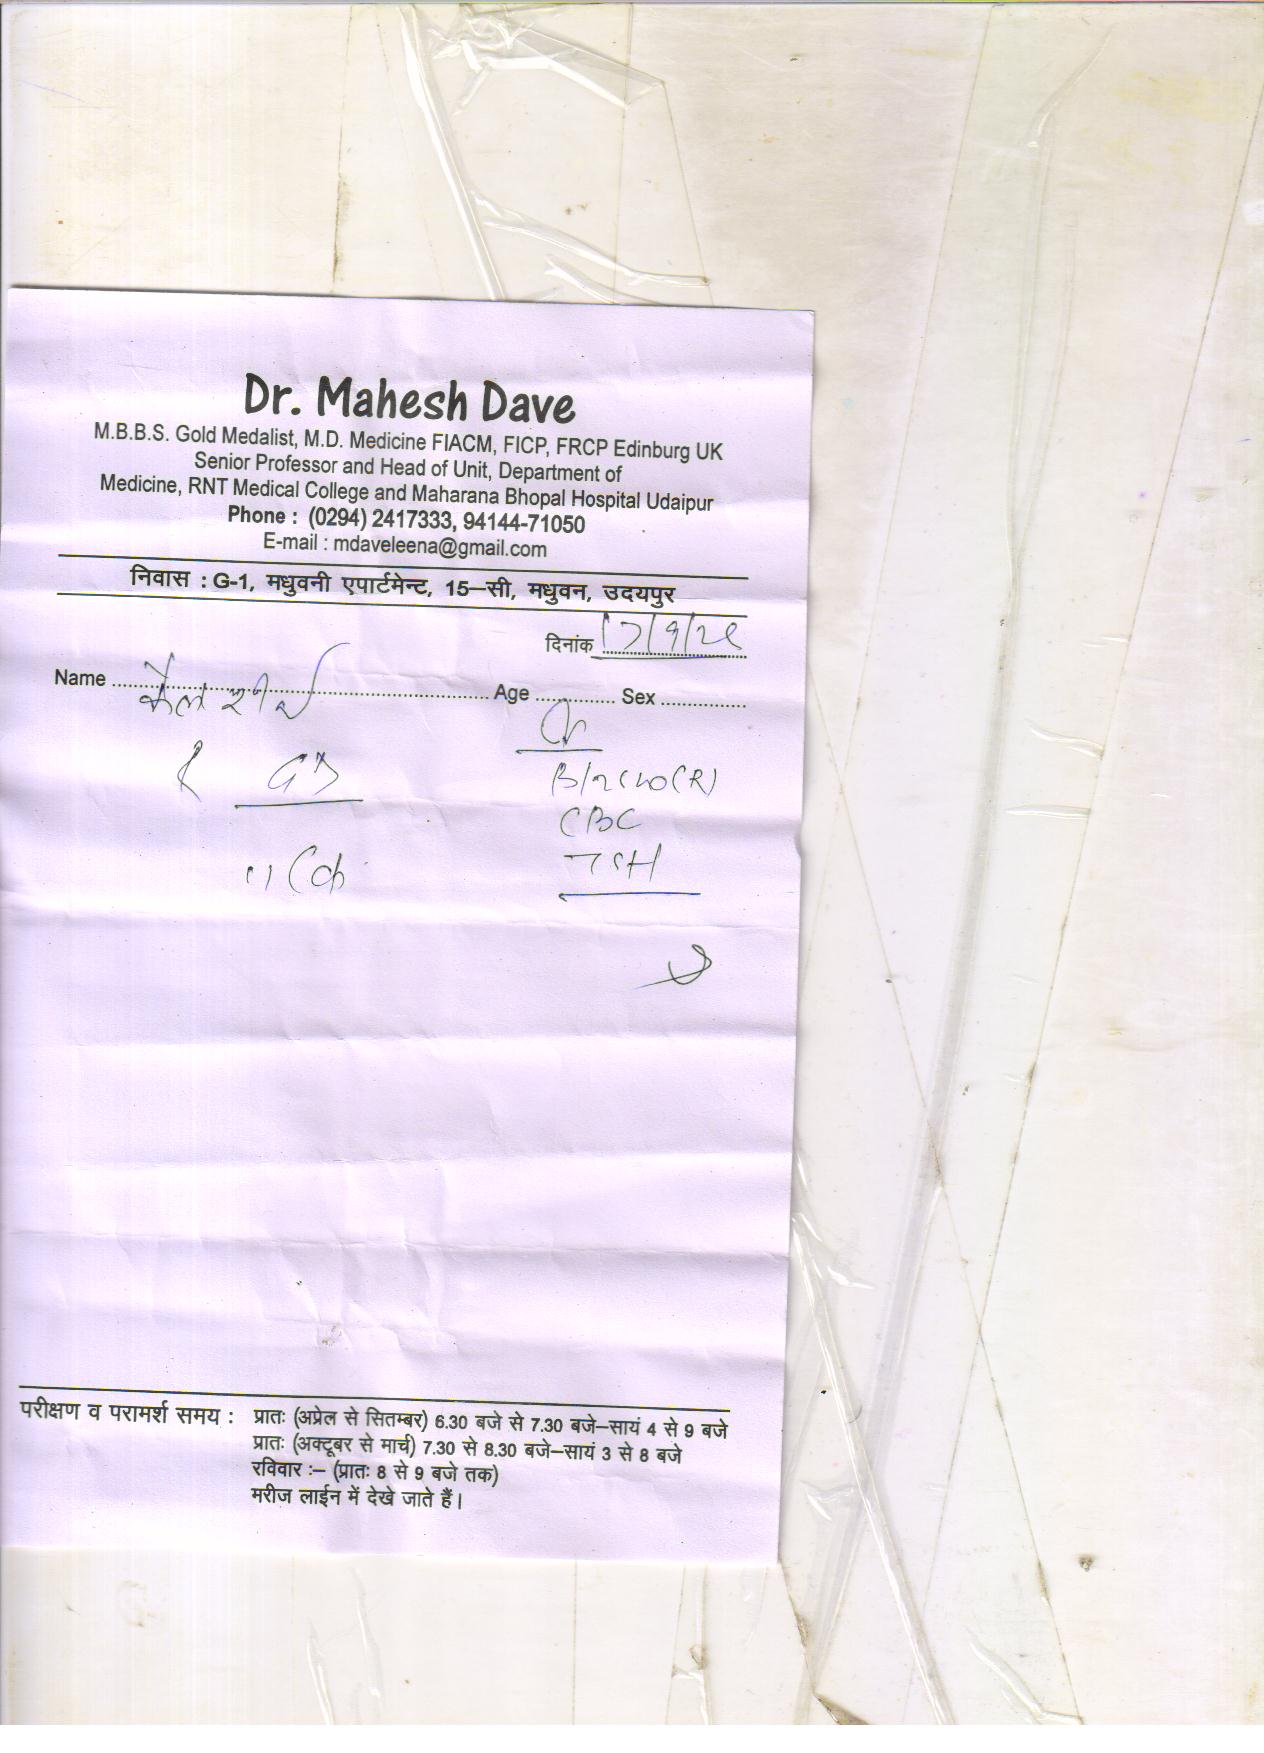 Dr. Mahesh Dave
M.B.B.S. Gold Medalist, M.D. Medicine FIACM, FICP, FRCP Edinburg UK
Senior Professor and Head of Unit, Department of
Medicine, RNT Medical College and Maharana Bhopal Hospital Udaipur
Phone : (0294) 2417333, 94144-71050
E-mail : mdaveleena@gmail.com
निवास : G-1, मधुवनी एपार्टमेन्ट, 15–सी, मधुवन, उदयपुर
दिनांक
Name Age Sex
CBC
TSH
परीक्षण व परामर्श समय : प्रातः (अप्रेल से सितम्बर) 6.30 बजे से 7.30 बजे–सायं 4 से 9 बजे
प्रातः (अक्टूबर से मार्च) 7.30 से 8.30 बजे–सायं 3 से 8 बजे
रविवार :– (प्रातः 8 से 9 बजे तक)
मरीज लाईन में देखे जाते हैं।